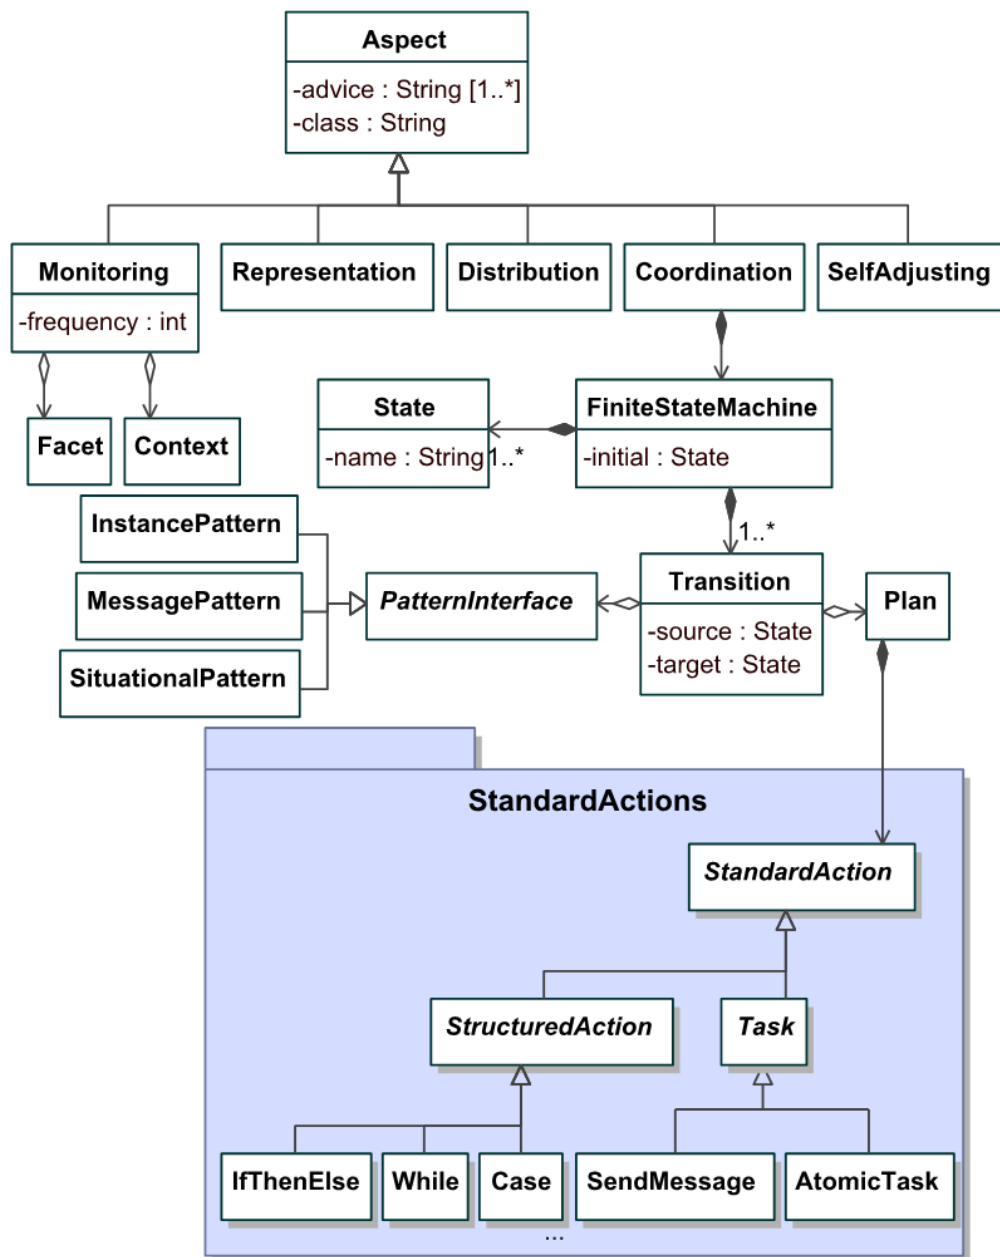 Aspect
-advice : String [1..*]
-class : String
Monitoring
-frequency : int
Representation
Distribution
Coordination
SelfAdjusting
State
-name : String
1..*
FiniteStateMachine
-initial : State
Facet
Context
1..*
InstancePattern
MessagePattern
SituationalPattern
PatternInterface
Transition
-source : State
-target : State
Plan
StandardActions
StandardAction
StructuredAction
Task
IfThenElse
While
Case
SendMessage
AtomicTask
...